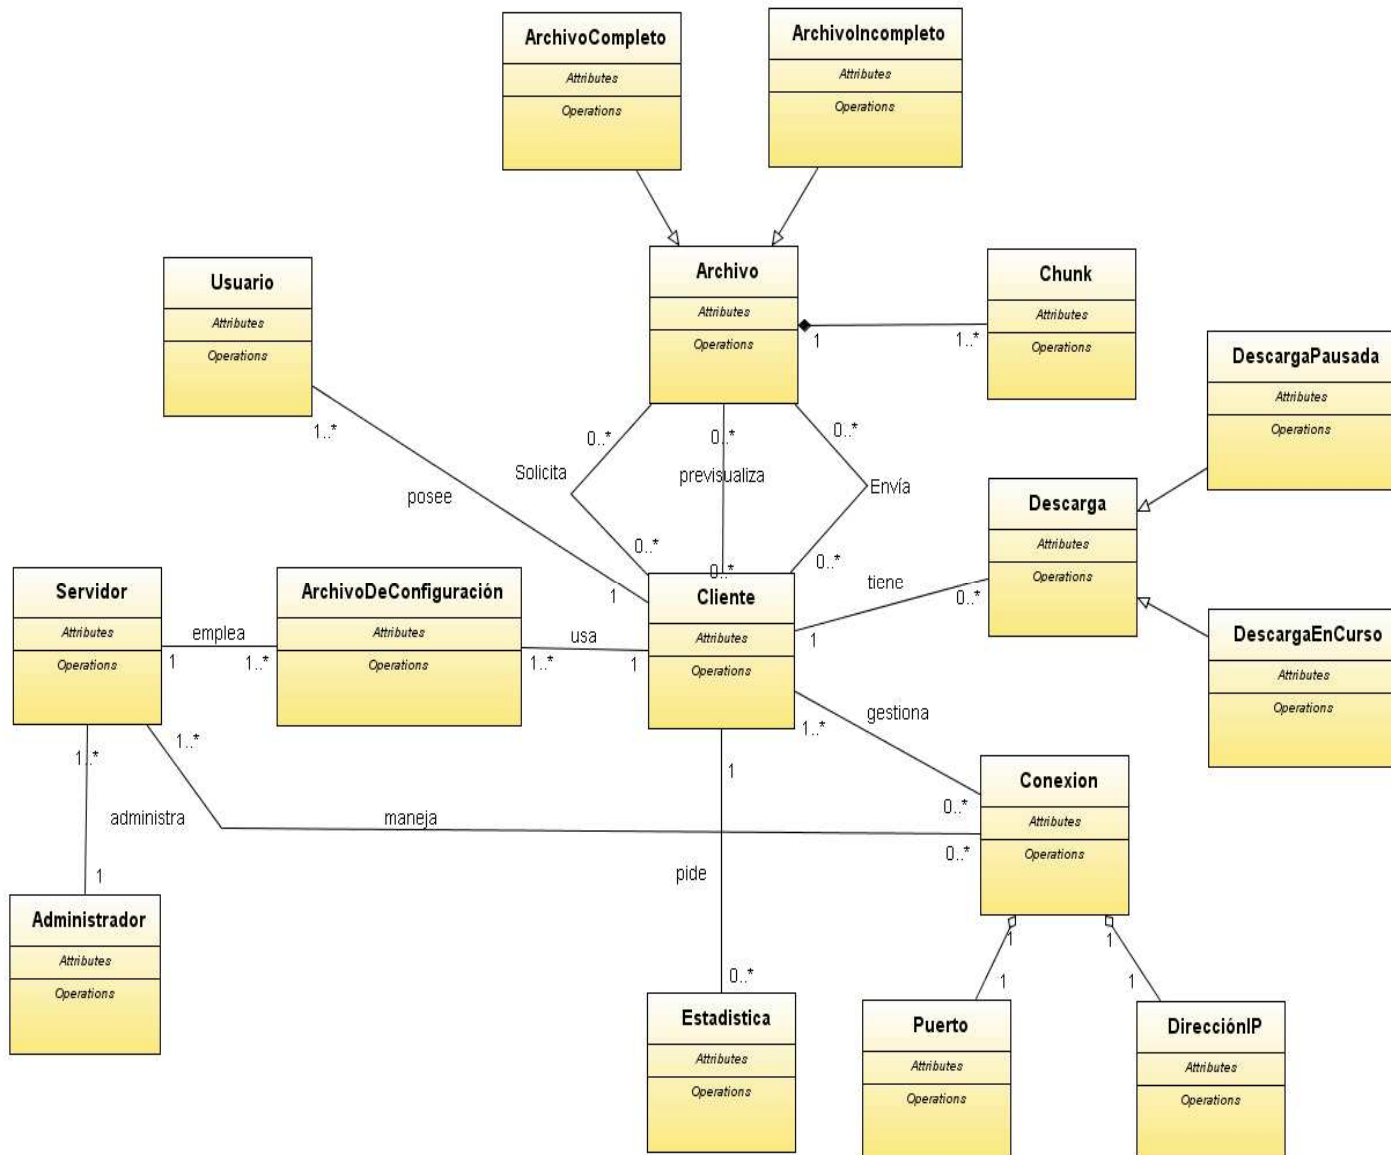 ArchivoCompleto
Attributes
Operations
ArchivoIncompleto
Attributes
Operations
Archivo
Attributes
Operations
1
1..*
Chunk
Attributes
Operations
Usuario
Attributes
Operations
1..*
posee
1
0..*
Solicita
0..*
0..*
previsualiza
0..*
0..*
Envía
0..*
DescargaPausada
Attributes
Operations
Descarga
Attributes
Operations
DescargaEnCurso
Attributes
Operations
tiene
0..*
1
Servidor
Attributes
Operations
emplea
1
1..*
ArchivoDeConfiguración
Attributes
Operations
usa
1..*
1
Cliente
Attributes
Operations
gestiona
1..*
0..*
Conexion
Attributes
Operations
1..*
maneja
0..*
1..*
administra
1
Administrador
Attributes
Operations
1
pide
0..*
Estadistica
Attributes
Operations
1
1
Puerto
Attributes
Operations
1
1
DirecciónIP
Attributes
Operations